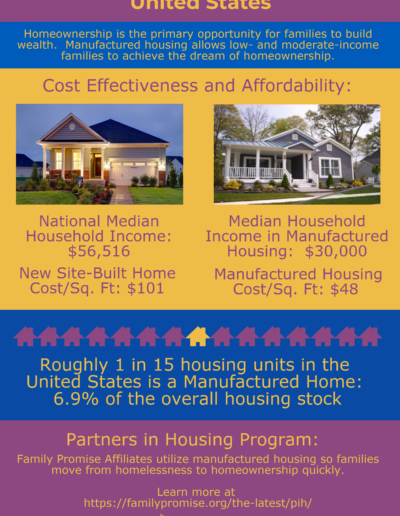 United States
Homeownership is the primary opportunity for families to build
wealth. Manufactured housing allows low- and moderate-income
families to achieve the dream of homeownership.
Cost Effectiveness and Affordability:
National Median
Household Income:
$56,516
New Site-Built Home
Cost/Sq. Ft: $101
Median Household
Income in Manufactured
Housing: $30,000
Manufactured Housing
Cost/Sq. Ft: $48
Roughly 1 in 15 housing units in the
United States is a Manufactured Home:
6.9% of the overall housing stock
Partners in Housing Program:
Family Promise Affiliates utilize manufactured housing so families
move from homelessness to homeownership quickly.
Learn more at
https://familypromise.org/the-latest/pih/